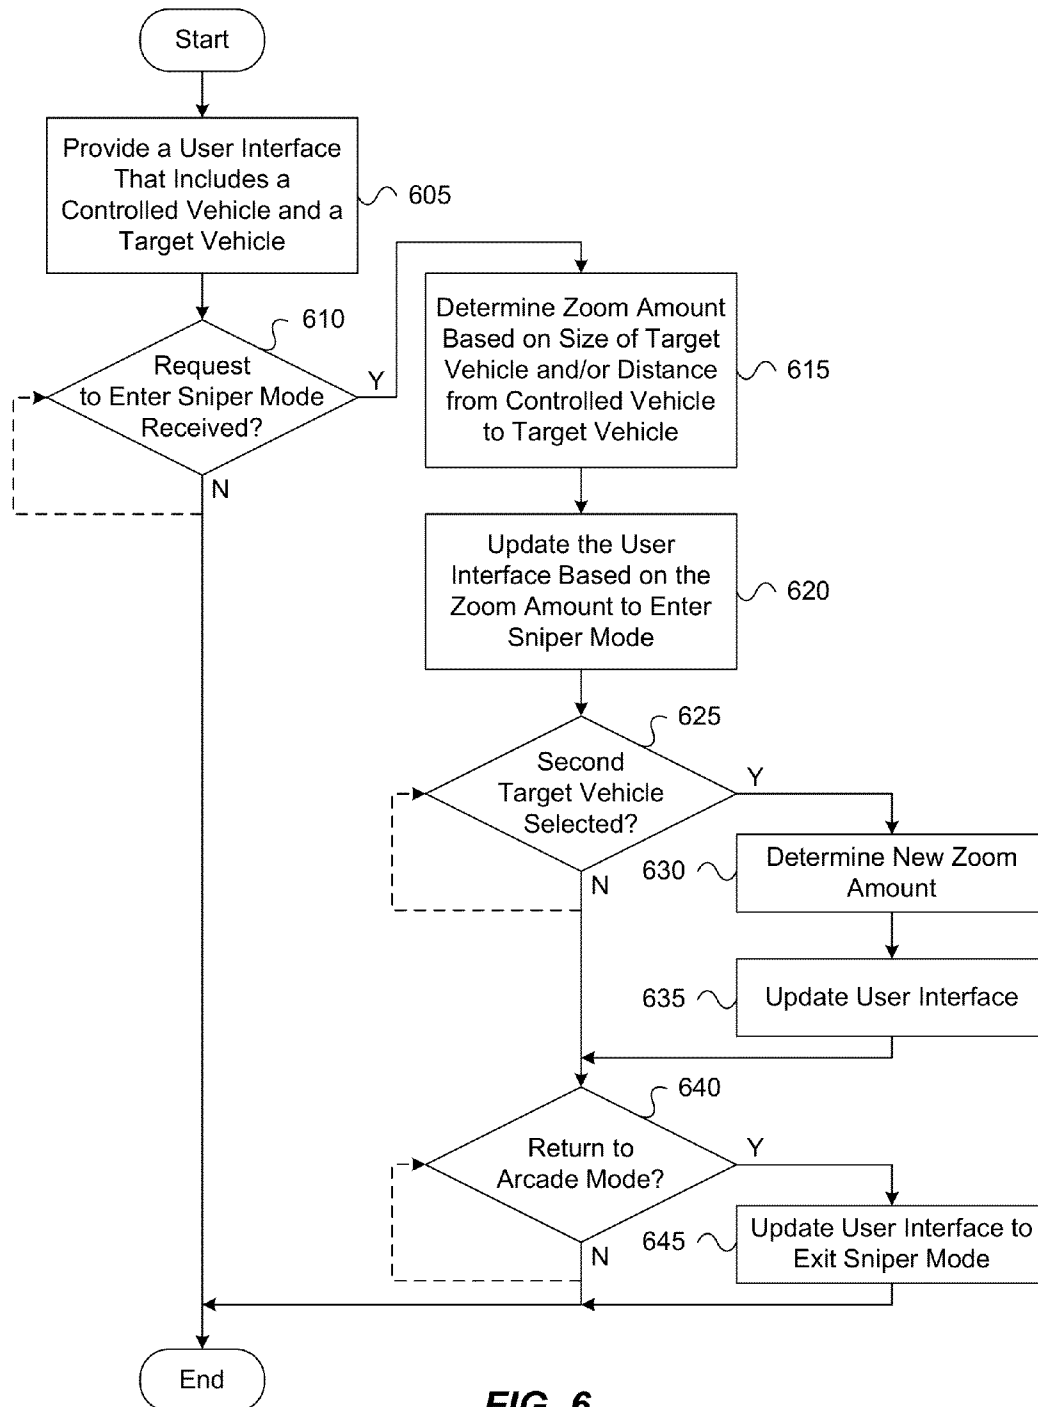 Start
Provide a User Interface
That Includes a
Controlled Vehicle and a
Target Vehicle
605
610
Request
to Enter Sniper Mode
Received?
Y
N
Determine Zoom Amount
Based on Size of Target
Vehicle and/or Distance
from Controlled Vehicle
to Target Vehicle
615
Update the User
Interface Based on the
Zoom Amount to Enter
Sniper Mode
620
625
Second
Target Vehicle
Selected?
Y
N
630
Determine New Zoom
Amount
635
Update User Interface
640
Return to
Arcade Mode?
Y
N
645
Update User Interface to
Exit Sniper Mode
End
FIG. 6